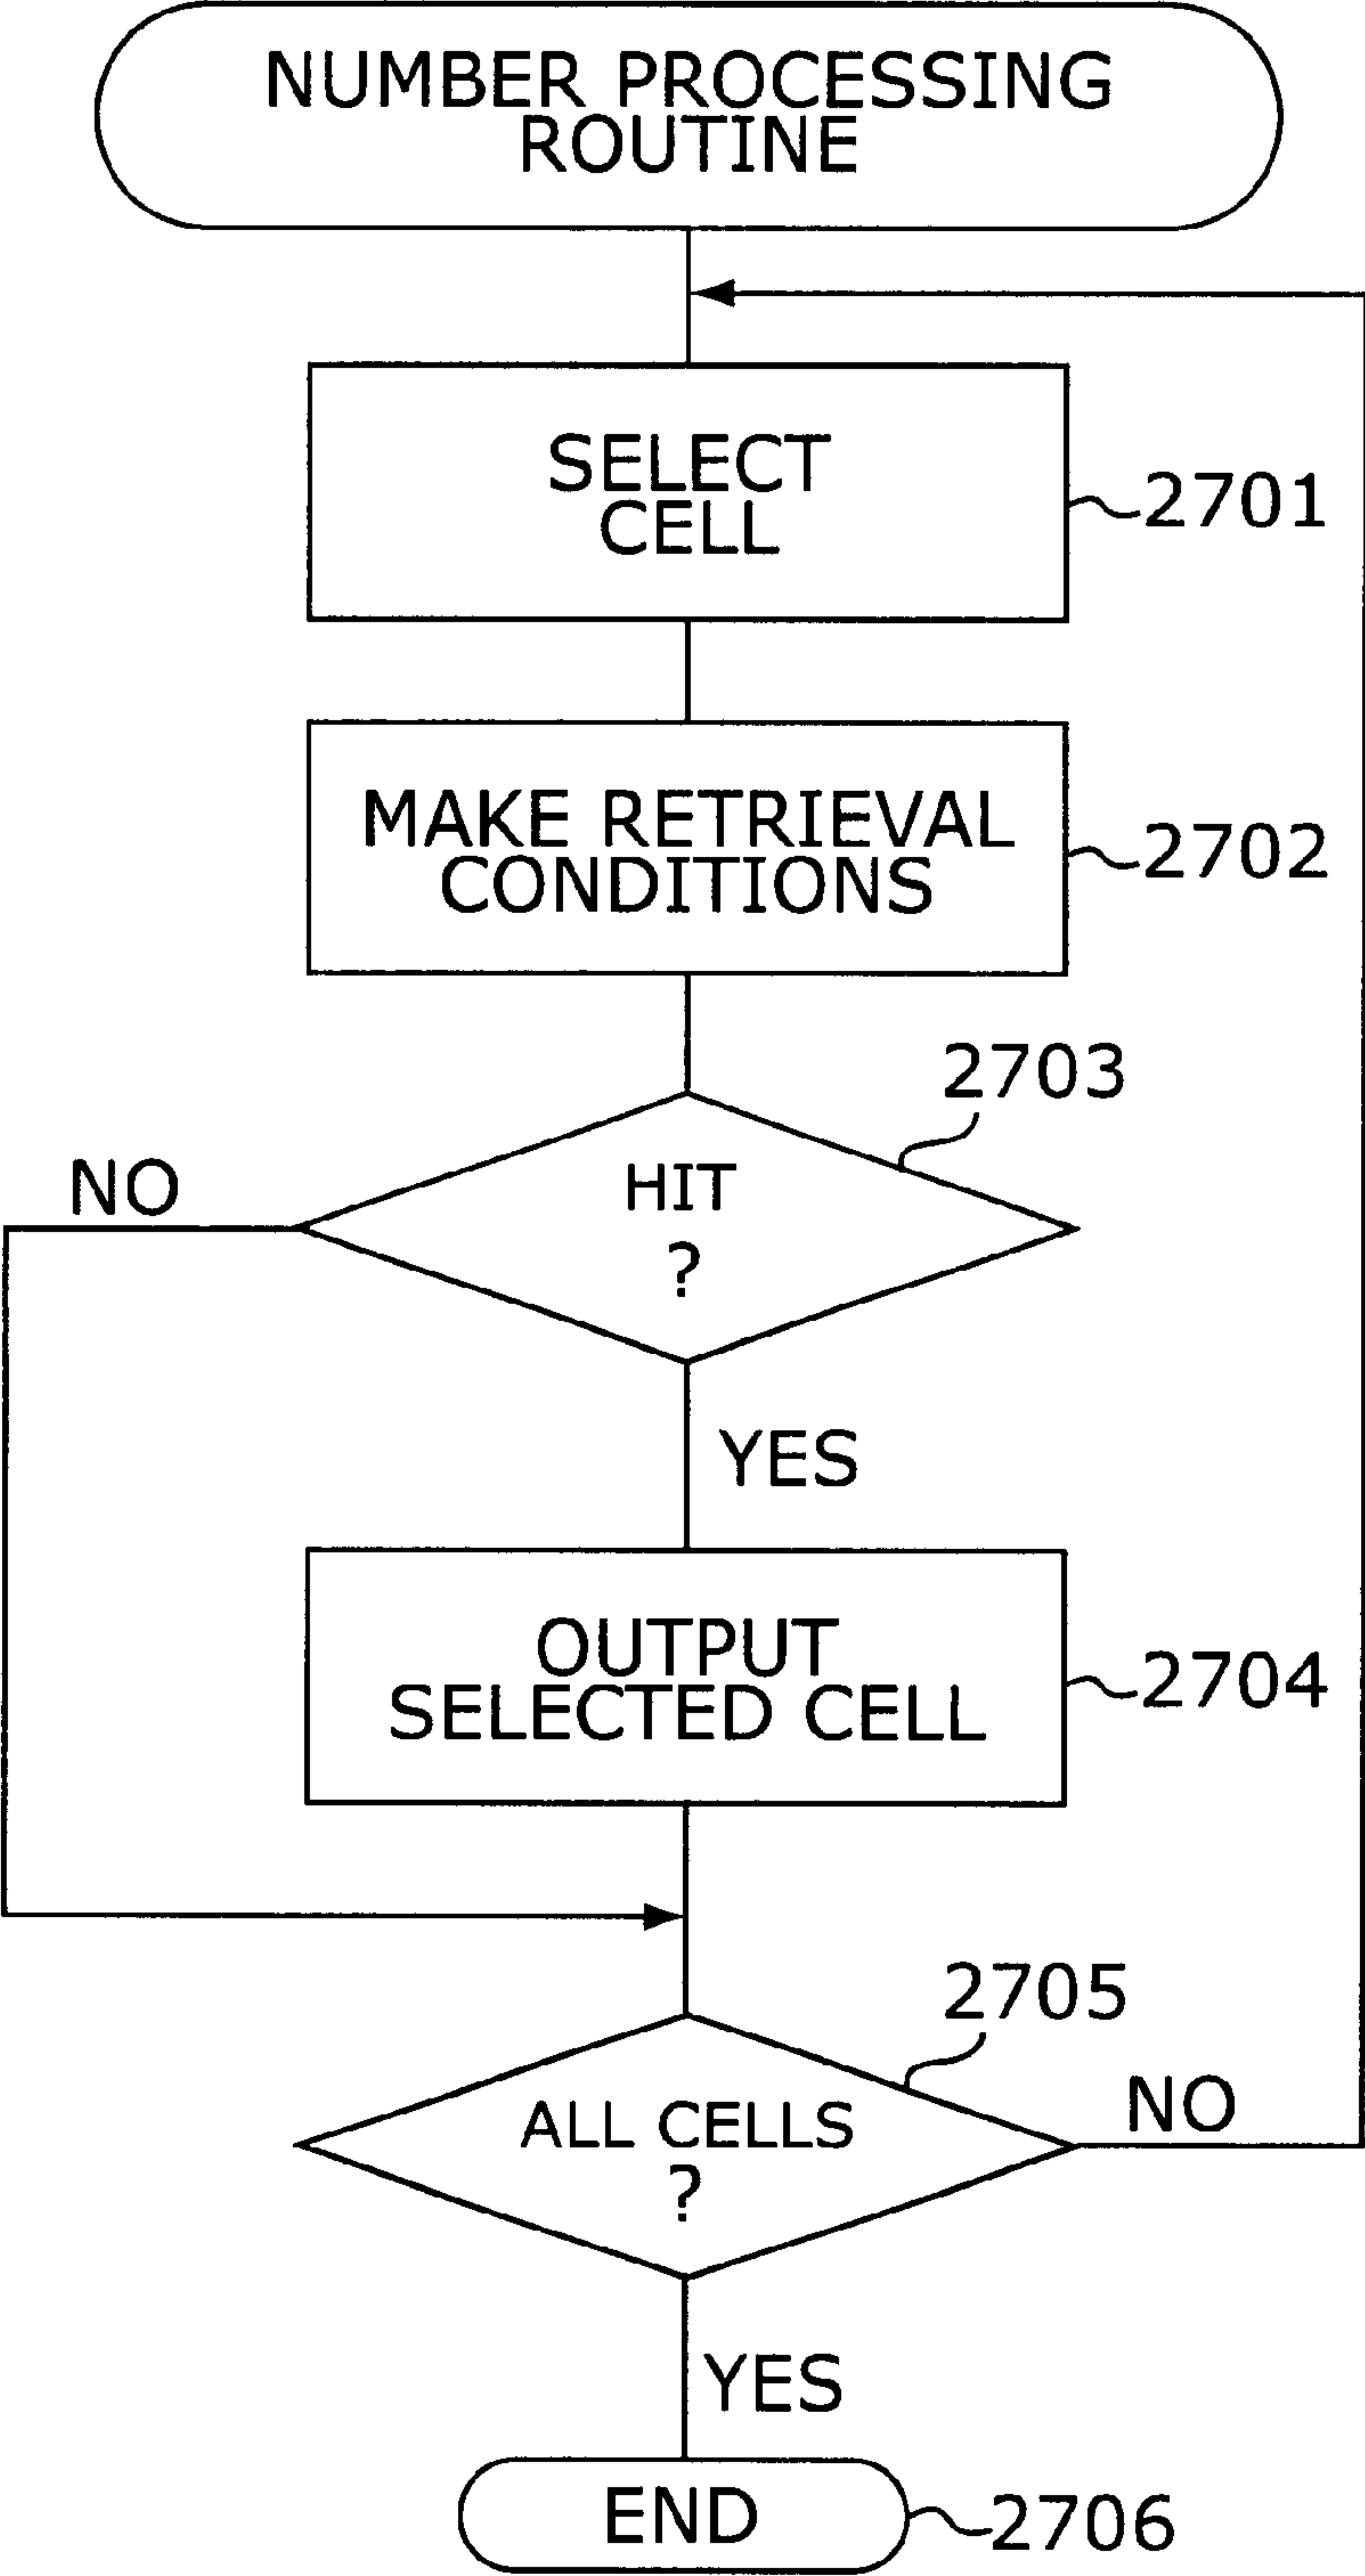 NUMBER PROCESSING
ROUTINE
SELECT
CELL
2701
MAKE RETRIEVAL
CONDITIONS
2702
2703
HIT
?
NO
YES
OUTPUT
SELECTED CELL
2704
2705
ALL CELLS
?
NO
YES
END
2706